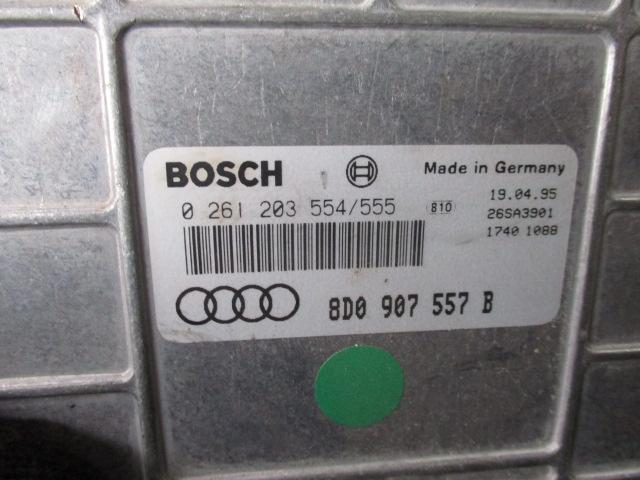 BOSCH
Made in Germany
0 261 203 554/555
810
19.04.95
26SA3901
1740 1088
8D0 907 557 B